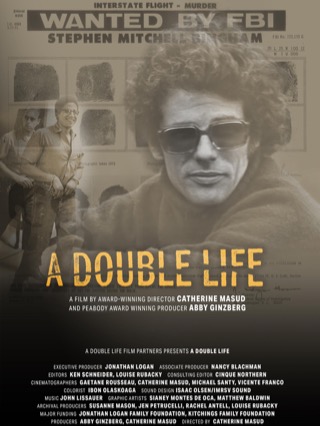 INTERSTATE FLIGHT - MURDER
WANTED BY FBI
STEPHEN MITCHELL BINGHAM
A DOUBLE LIFE
A FILM BY AWARD-WINNING DIRECTOR CATHERINE MASUD
AND PEABODY AWARD WINNING PRODUCER ABBY GINZBERG
A DOUBLE LIFE FILM PARTNERS PRESENTS A DOUBLE LIFE
EXECUTIVE PRODUCER JONATHAN LOGAN ASSOCIATE PRODUCER NANCY BLACHMAN
EDITORS KEN SCHNEIDER, LOUISE RUBACKY CONSULTING EDITOR CINQUE NORTHERN
CINEMATOGRAPHERS GAETANE ROUSSEAU, CATHERINE MASUD, MICHAEL SANTY, VICENTE FRANCO
COLORIST IBON OLASKOAGA SOUND DESIGN ISAAC OLSEN/IMRSV SOUND
MUSIC JOHN LISSAUER GRAPHIC ARTISTS SIANEY MONTES DE OCA, MATTHEW BALDWIN
ARCHIVAL PRODUCERS SUSANNE MASON, JEN PETRUCELLI, RACHEL ANTELL, LOUISE RUBACKY
MAJOR FUNDING JONATHAN LOGAN FAMILY FOUNDATION, KITCHINGS FAMILY FOUNDATION
PRODUCERS ABBY GINZBERG, CATHERINE MASUD DIRECTED BY CATHERINE MASUD